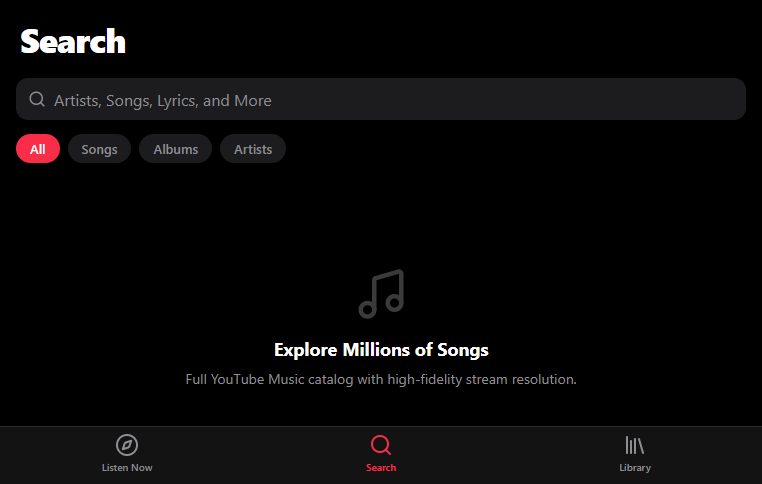 Search
Artists, Songs, Lyrics, and More
All Songs Albums Artists
Explore Millions of Songs
Full YouTube Music catalog with high-fidelity stream resolution.
Listen Now Search Library